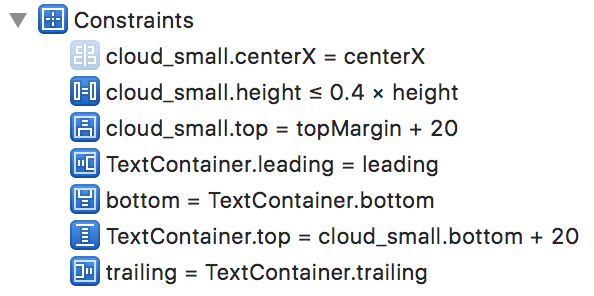 Constraints
cloud_small.centerX = centerX
cloud_small.height ≤ 0.4 × height
cloud_small.top = topMargin + 20
TextContainer.leading = leading
bottom = TextContainer.bottom
TextContainer.top = cloud_small.bottom + 20
trailing = TextContainer.trailing